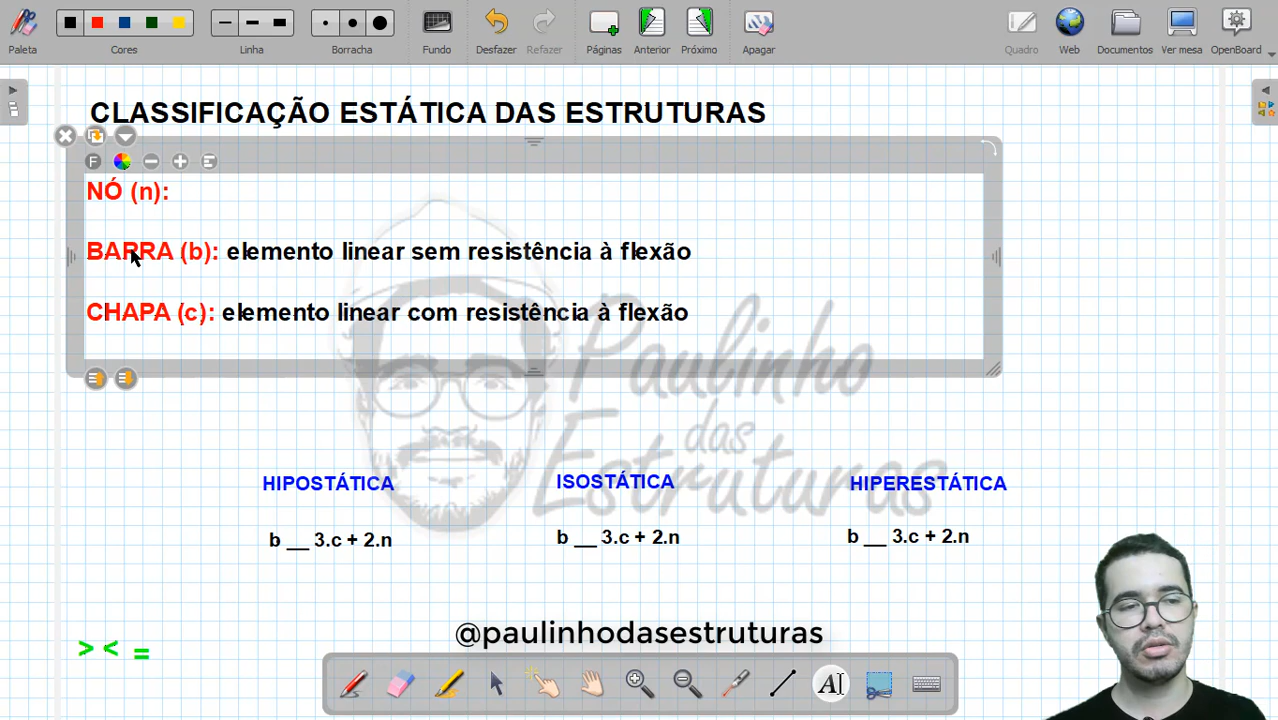 Paleta Cores Linha Borracha Fundo Desfazer Refazer Páginas Anterior Próximo Apagar Quadro Web Documentos Ver mesa OpenBoard
CLASSIFICAÇÃO ESTÁTICA DAS ESTRUTURAS
F
NÓ (n):
BARRA (b): elemento linear sem resistência à flexão
CHAPA (c): elemento linear com resistência à flexão
Paulinho
das
Estruturas
HIPOSTÁTICA ISOSTÁTICA HIPERESTÁTICA
b __ 3.c + 2.n b __ 3.c + 2.n b __ 3.c + 2.n
@paulinhodasestruturas
> < =
AI